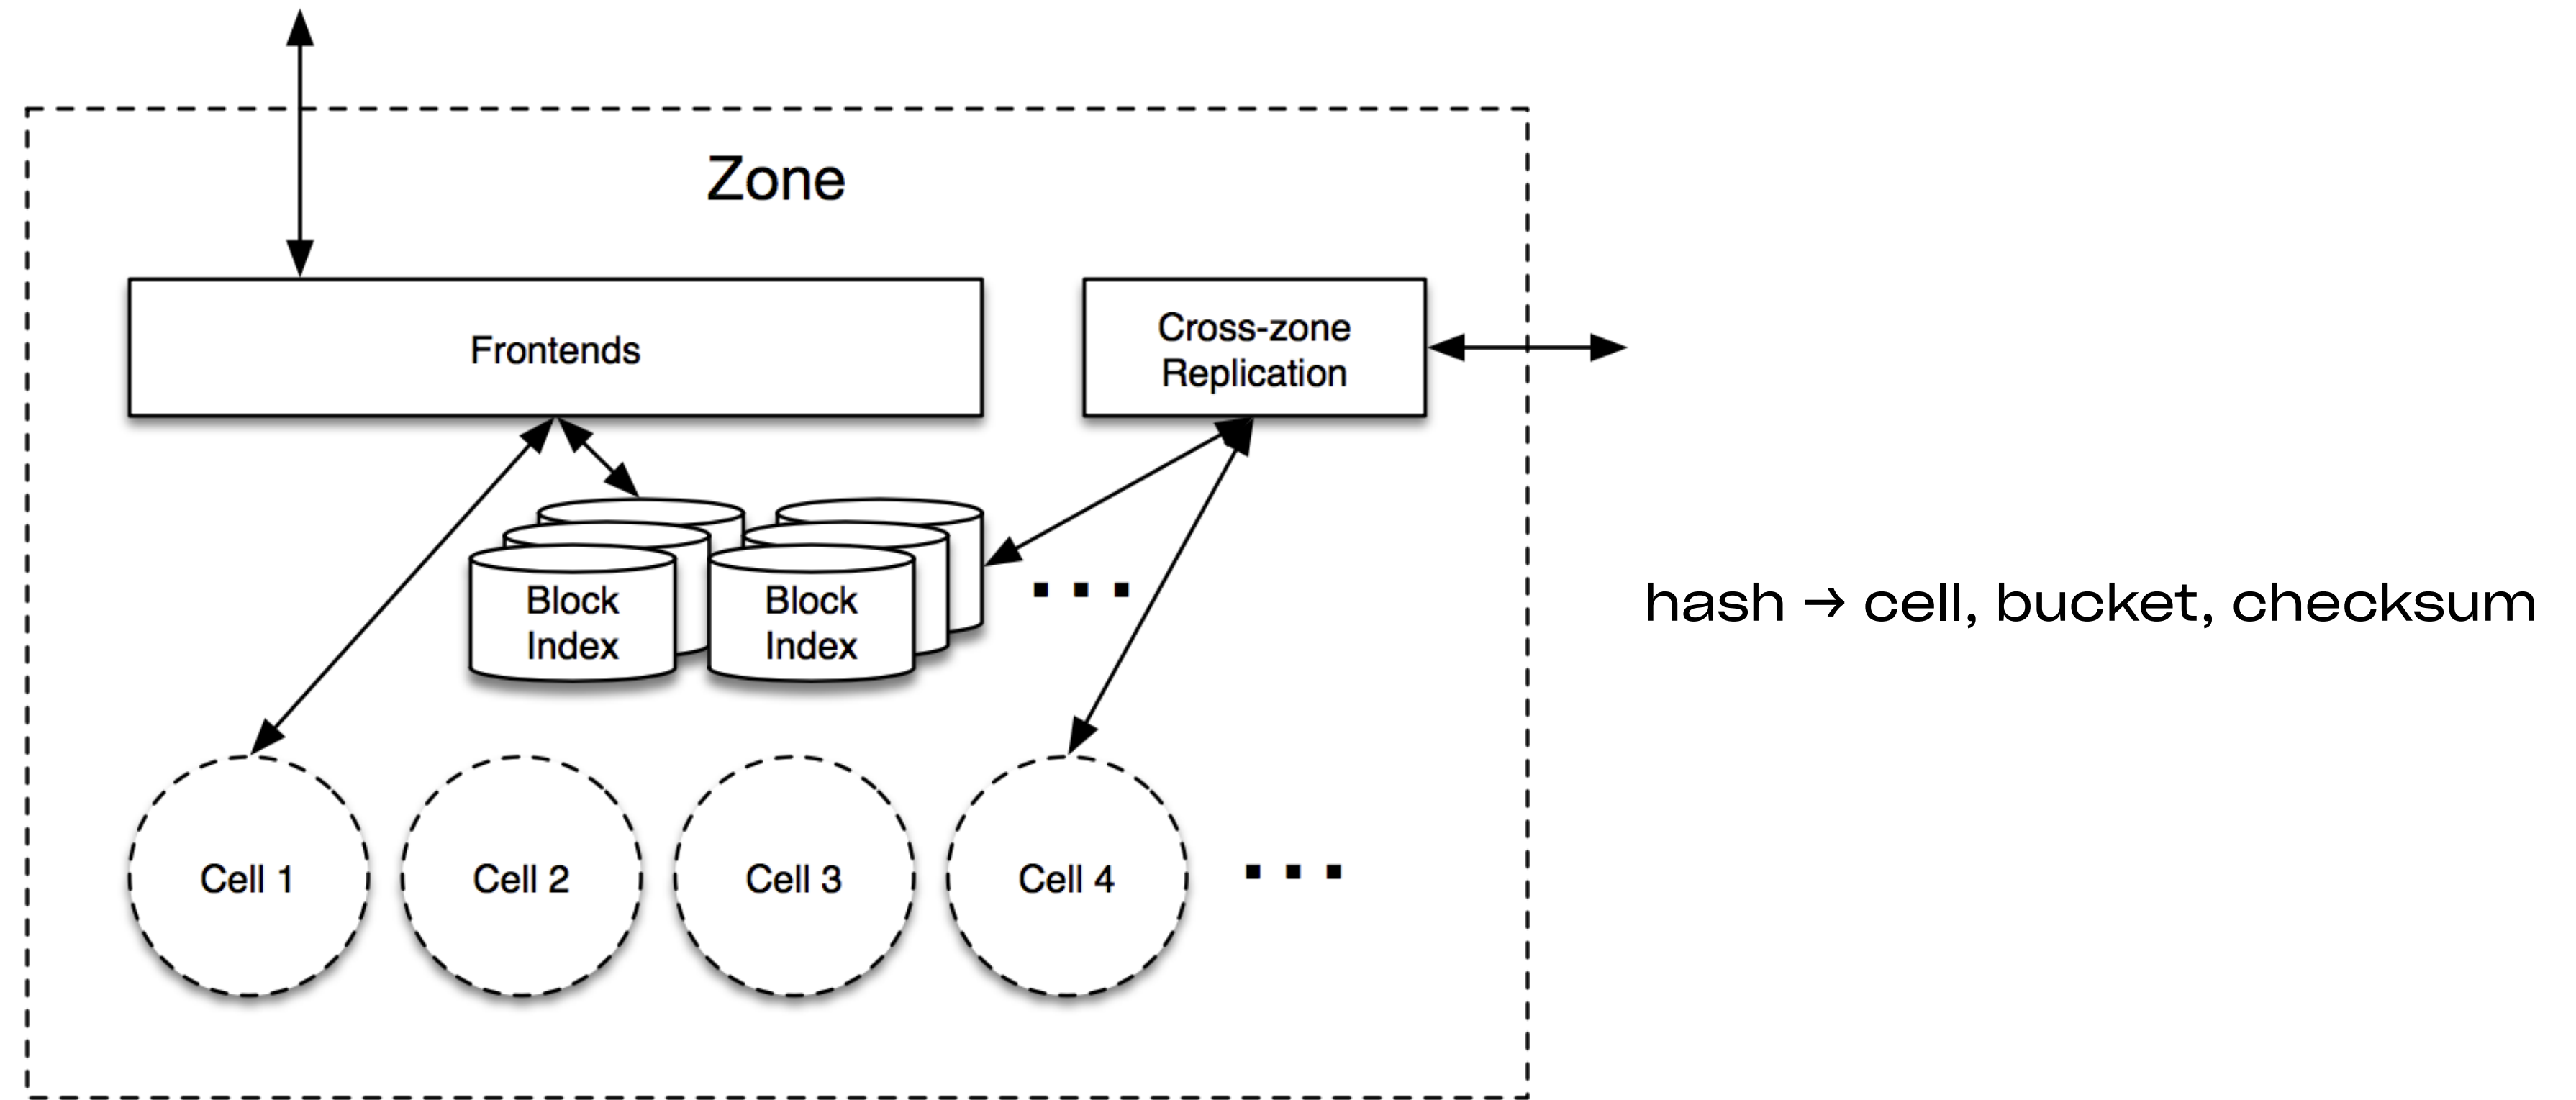 Zone
Frontends
Cross-zone
Replication
Block
Index
Block
Index
...
hash → cell, bucket, checksum
Cell 1
Cell 2
Cell 3
Cell 4
...